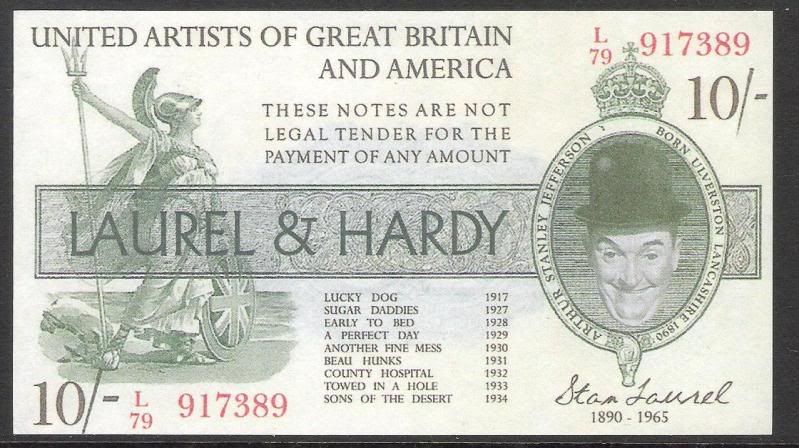 UNITED ARTISTS OF GREAT BRITAIN
AND AMERICA
L
79 917389
10/-
THESE NOTES ARE NOT
LEGAL TENDER FOR THE
PAYMENT OF ANY AMOUNT
ARTHUR STANLEY JEFFERSON
BORN ULVERSTON LANCASHIRE 1890
LAUREL & HARDY
LUCKY DOG 1917
SUGAR DADDIES 1927
EARLY TO BED 1928
A PERFECT DAY 1929
ANOTHER FINE MESS 1930
BEAU HUNKS 1931
COUNTY HOSPITAL 1932
TOWED IN A HOLE 1933
SONS OF THE DESERT 1934
10/-
L
79 917389
Stan Laurel
1890 - 1965